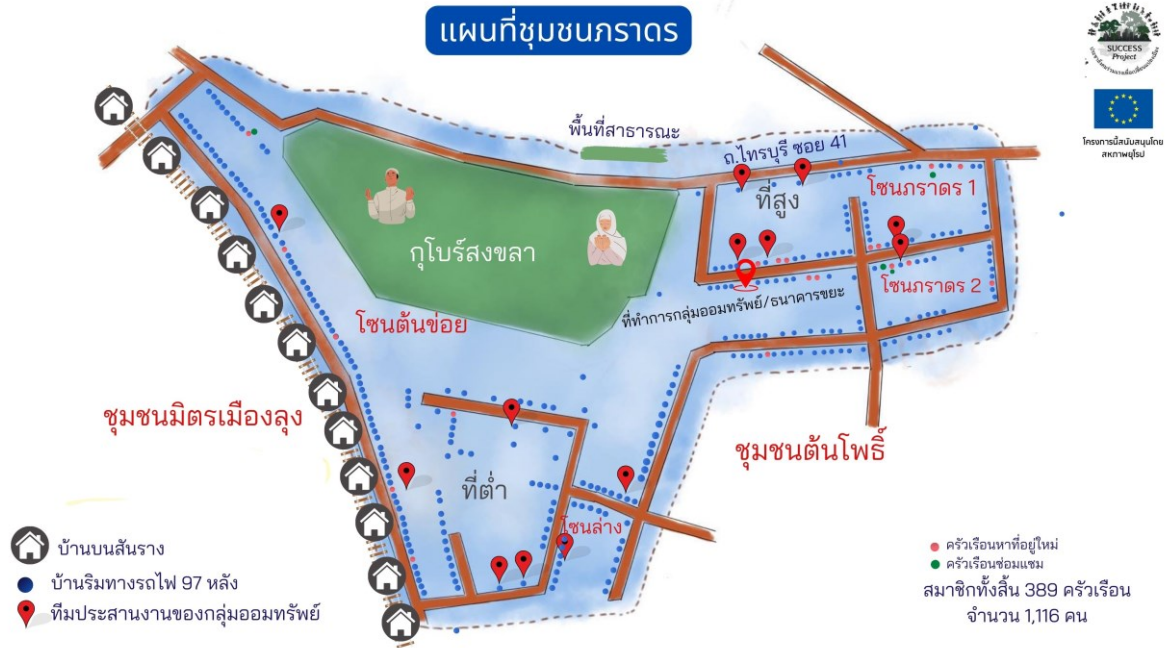 แผนที่ชุมชนภราดร
SUCCESS
Project
โครงการนี้สนับสนุนโดย
สหภาพยุโรป
พื้นที่สาธารณะ
ถ.ไทรบุรี ซอย 41
โซนภราดร 1
ที่สูง
กุโบร์สงขลา
โซนภราดร 2
ที่ทำการกลุ่มออมทรัพย์/ธนาคารขยะ
โซนต้นข่อย
ชุมชนมิตรเมืองลุง
ชุมชนต้นโพธิ์
ที่ต่ำ
โซนล่าง
บ้านบนสันราง
บ้านริมทางรถไฟ 97 หลัง
ทีมประสานงานของกลุ่มออมทรัพย์
ครัวเรือนหาที่อยู่ใหม่
ครัวเรือนซ่อมแซม
สมาชิกทั้งสิ้น 389 ครัวเรือน
จำนวน 1,116 คน